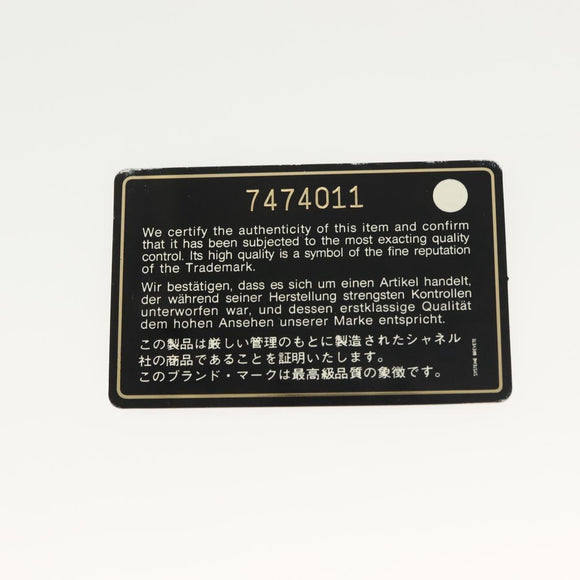 7474011
We certify the authenticity of this item and confirm
that it has been subjected to the most exacting quality
control. Its high quality is a symbol of the fine reputation
of the Trademark.
Wir bestätigen, dass es sich um einen Artikel handelt,
der während seiner Herstellung strengsten Kontrollen
unterworfen war, und dessen erstklassige Qualität
dem hohen Ansehen unserer Marke entspricht.
この製品は厳しい管理のもとに製造されたシャネル
社の商品であることを証明いたします。
このブランド・マークは最高級品質の象徴です。
SYSTEME BREVETE